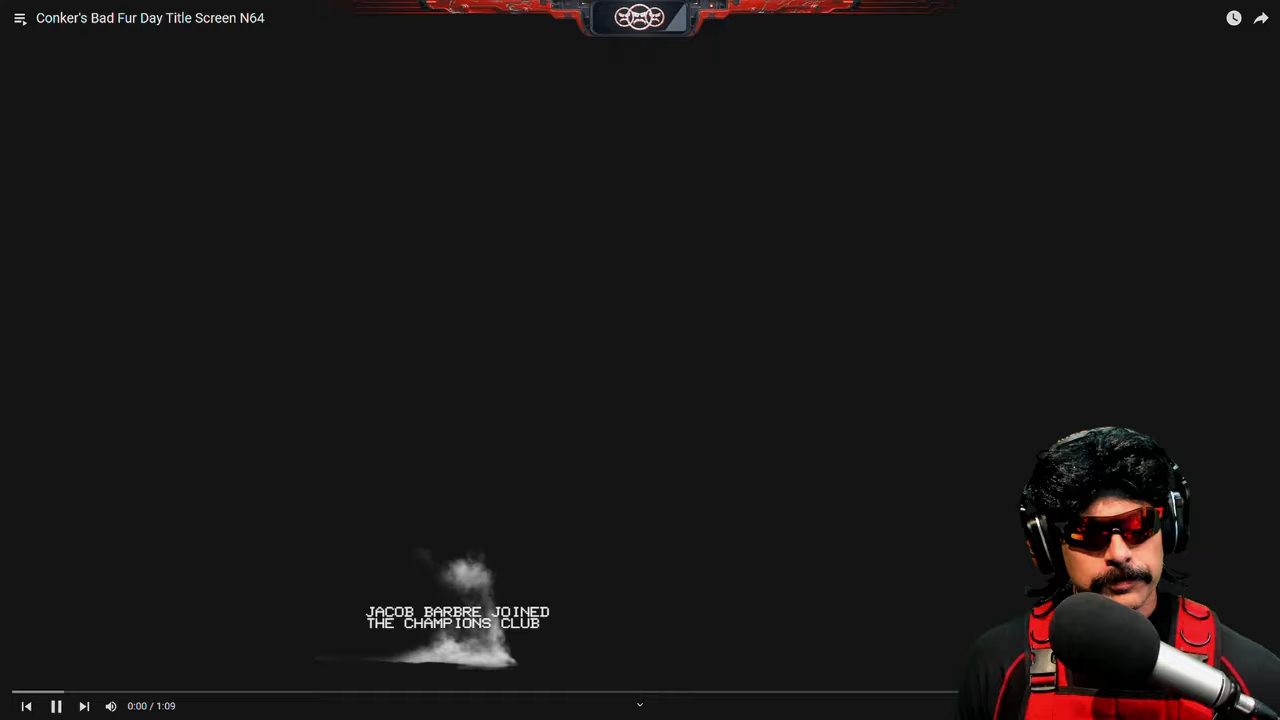 Conker's Bad Fur Day Title Screen N64
JACOB BARBRE JOINED
THE CHAMPIONS CLUB
0:00 / 1:09